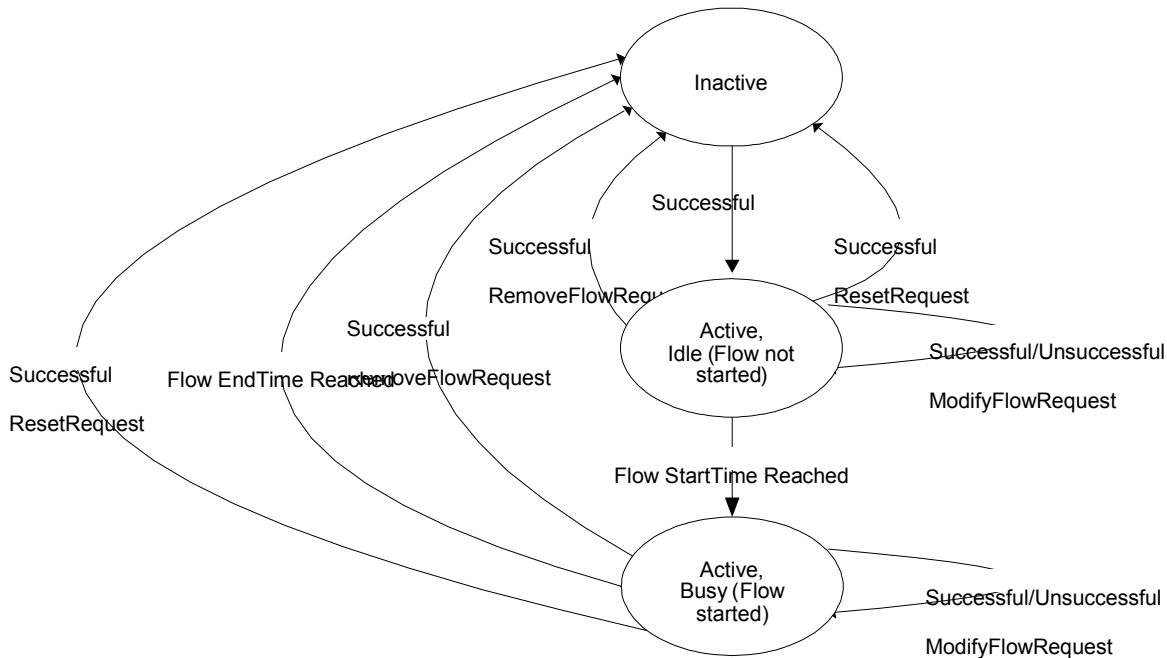 Inactive
Successful
Successful
RemoveFlowRequ
Successful
ResetRequest
Active,
Idle (Flow not
started)
Successful
Successful/Unsuccessful
ModifyFlowRequest
Successful
ResetRequest
Flow EndTime Reached
Flow StartTime Reached
Active,
Busy (Flow
started)
Successful/Unsuccessful
ModifyFlowRequest